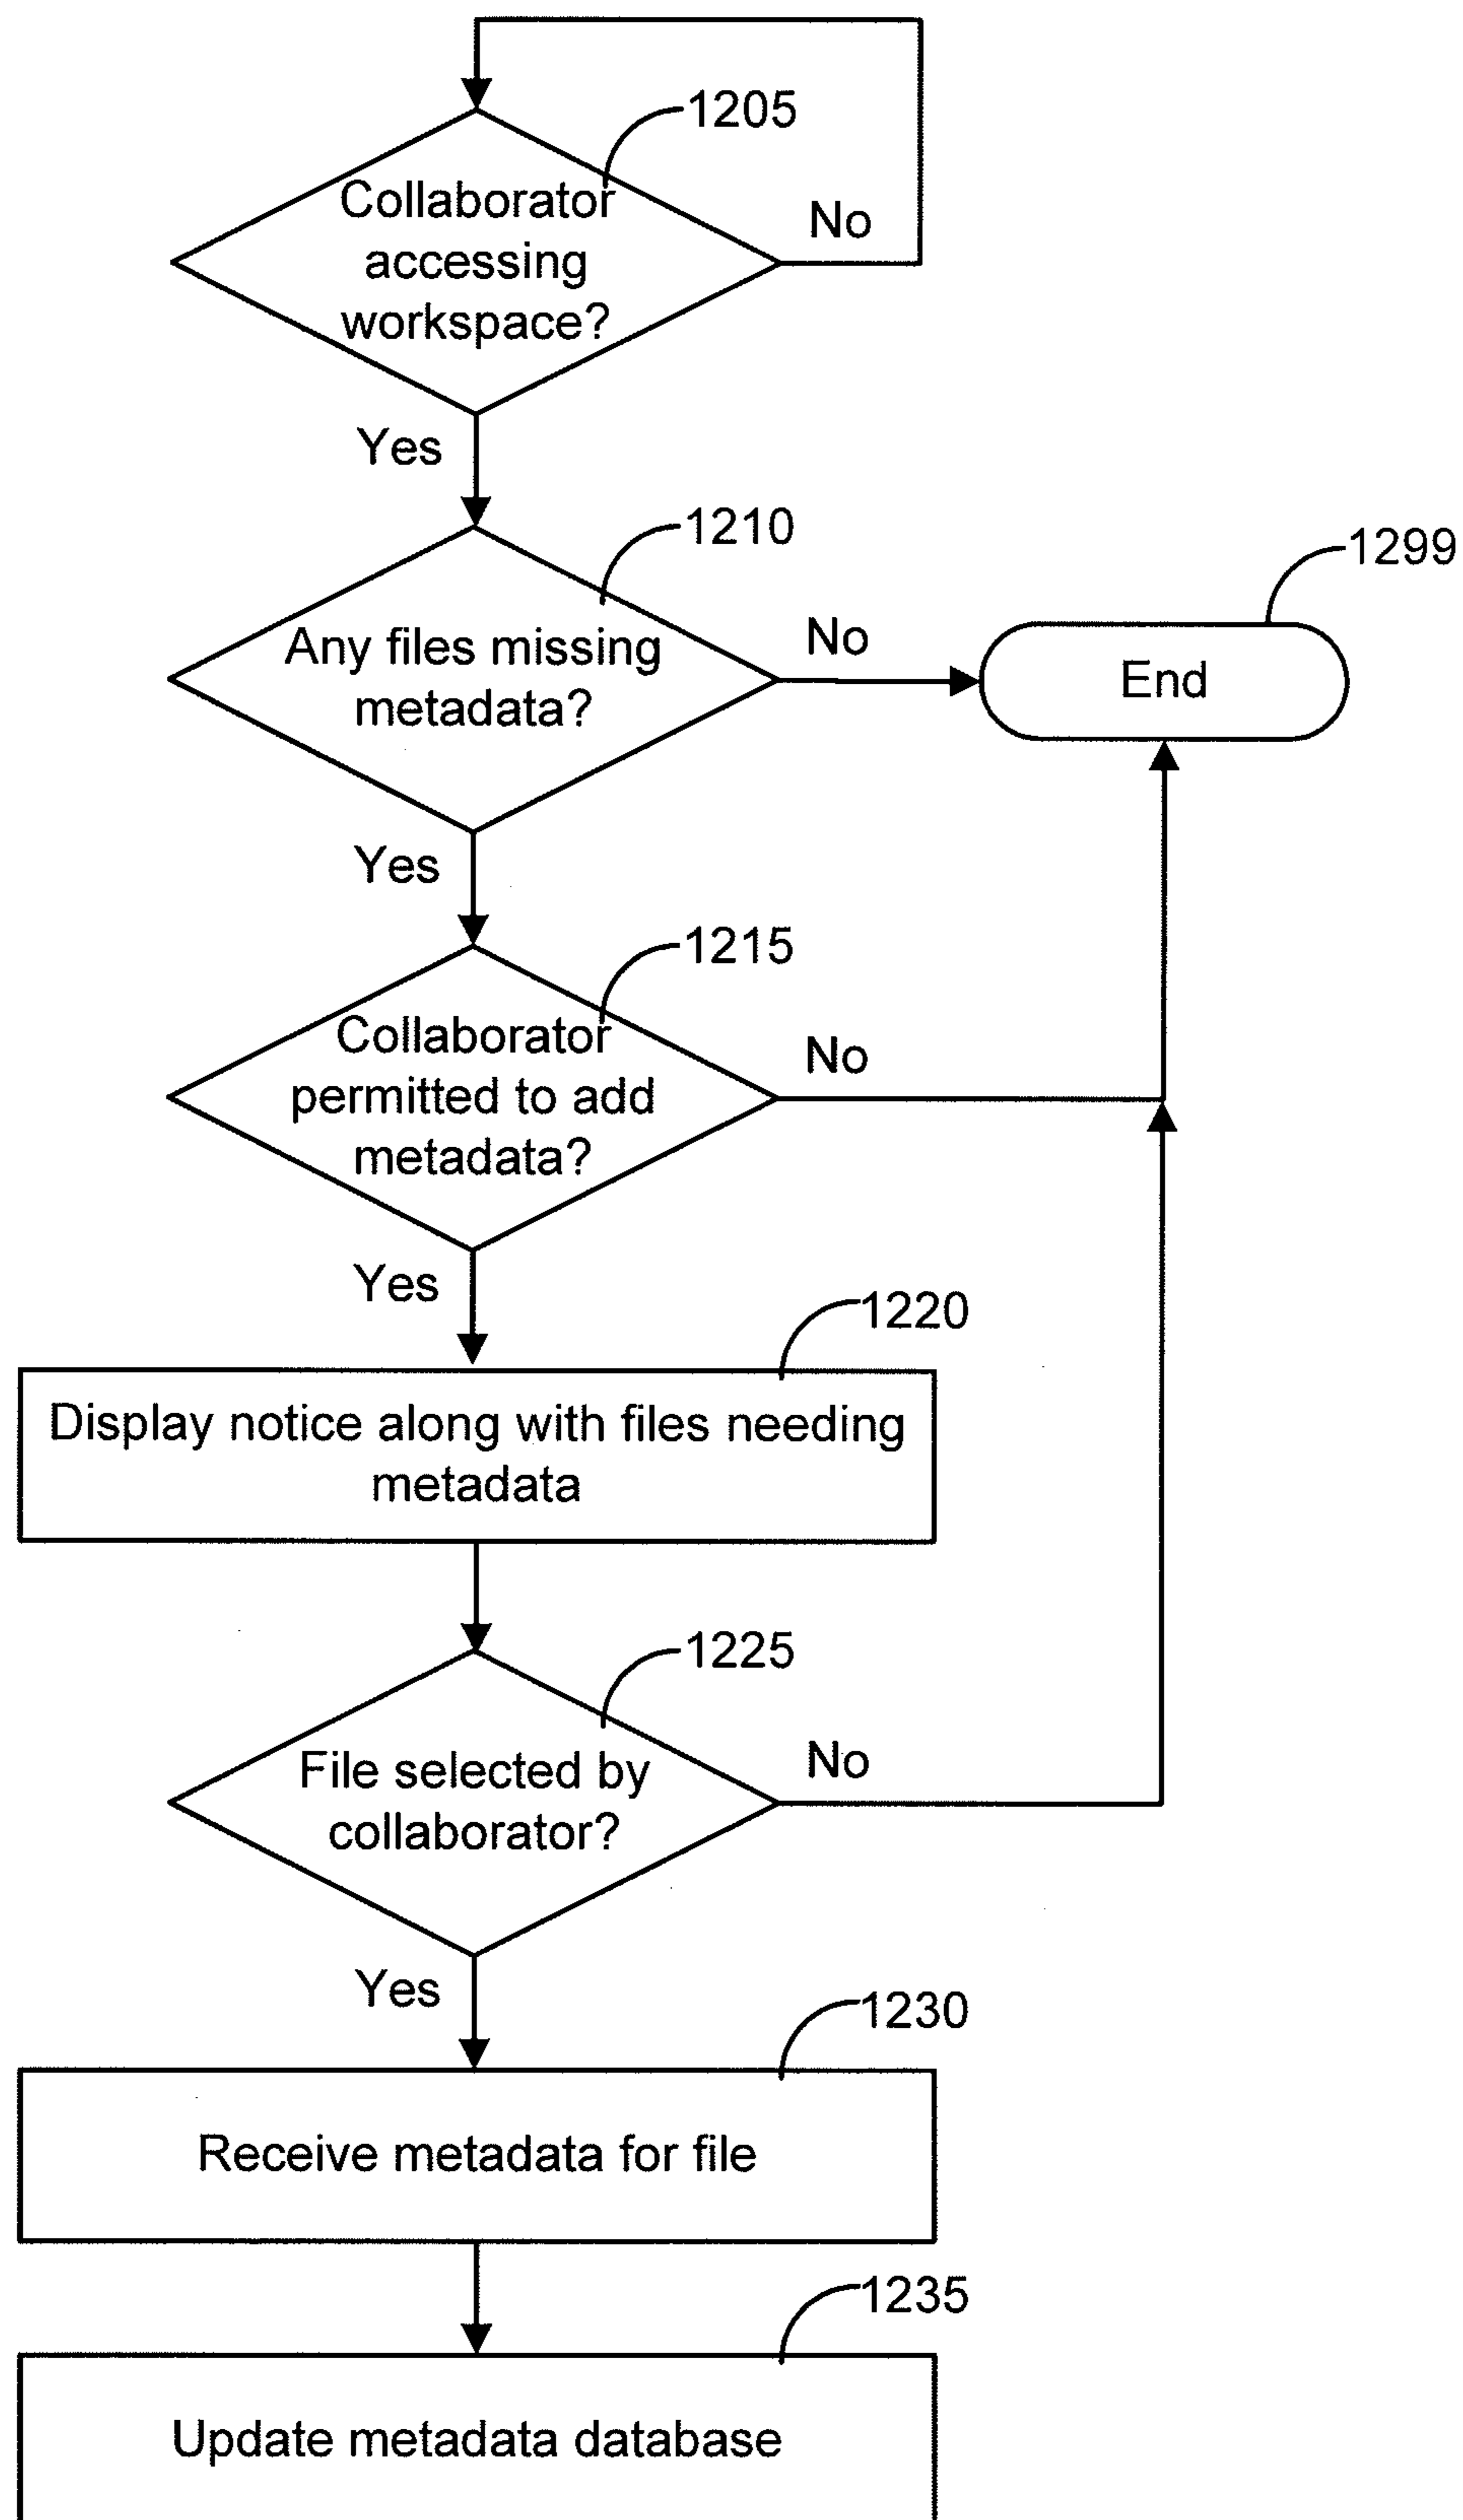 1205
Collaborator
accessing
workspace?
No
Yes
1210
Any files missing
metadata?
No
1299
End
Yes
1215
Collaborator
permitted to add
metadata?
No
Yes
1220
Display notice along with files needing
metadata
1225
File selected by
collaborator?
No
Yes
1230
Receive metadata for file
1235
Update metadata database